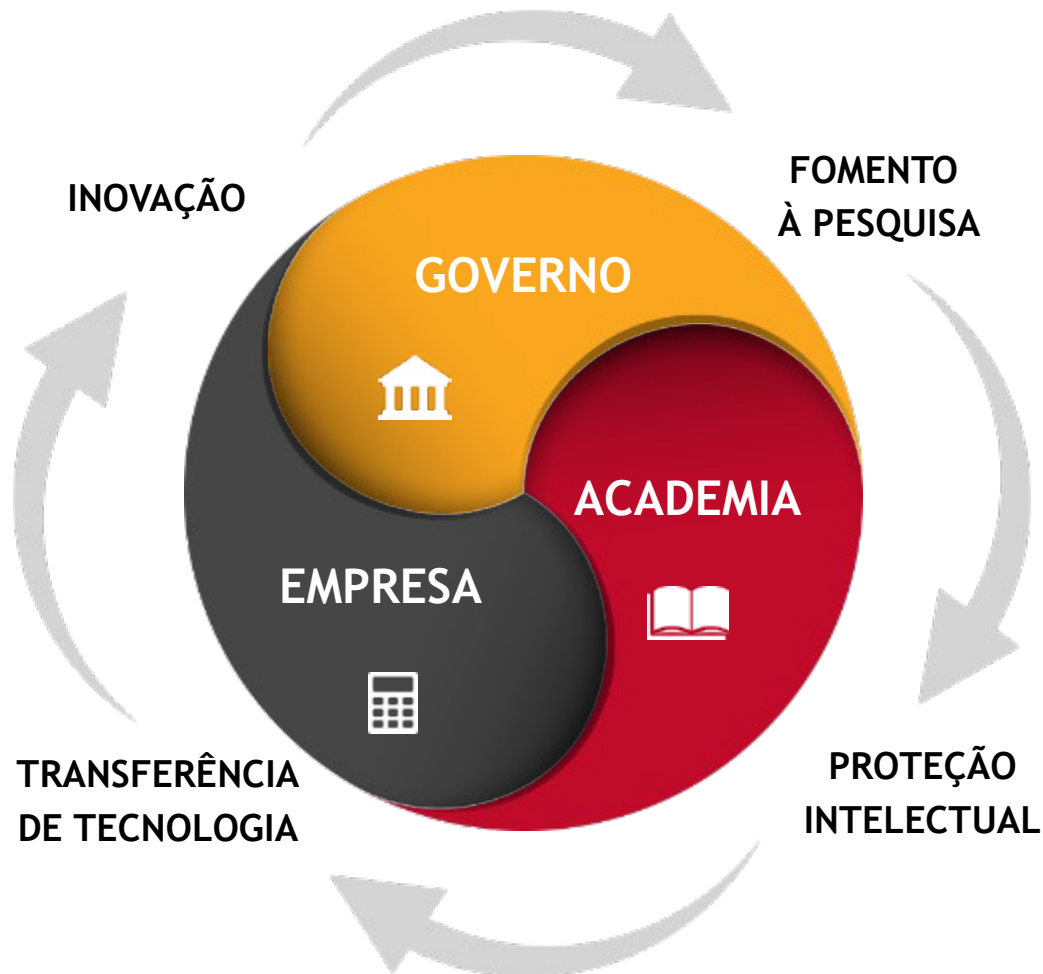 INOVAÇÃO
FOMENTO
À PESQUISA
GOVERNO
ACADEMIA
EMPRESA
TRANSFERÊNCIA
DE TECNOLOGIA
PROTEÇÃO
INTELECTUAL